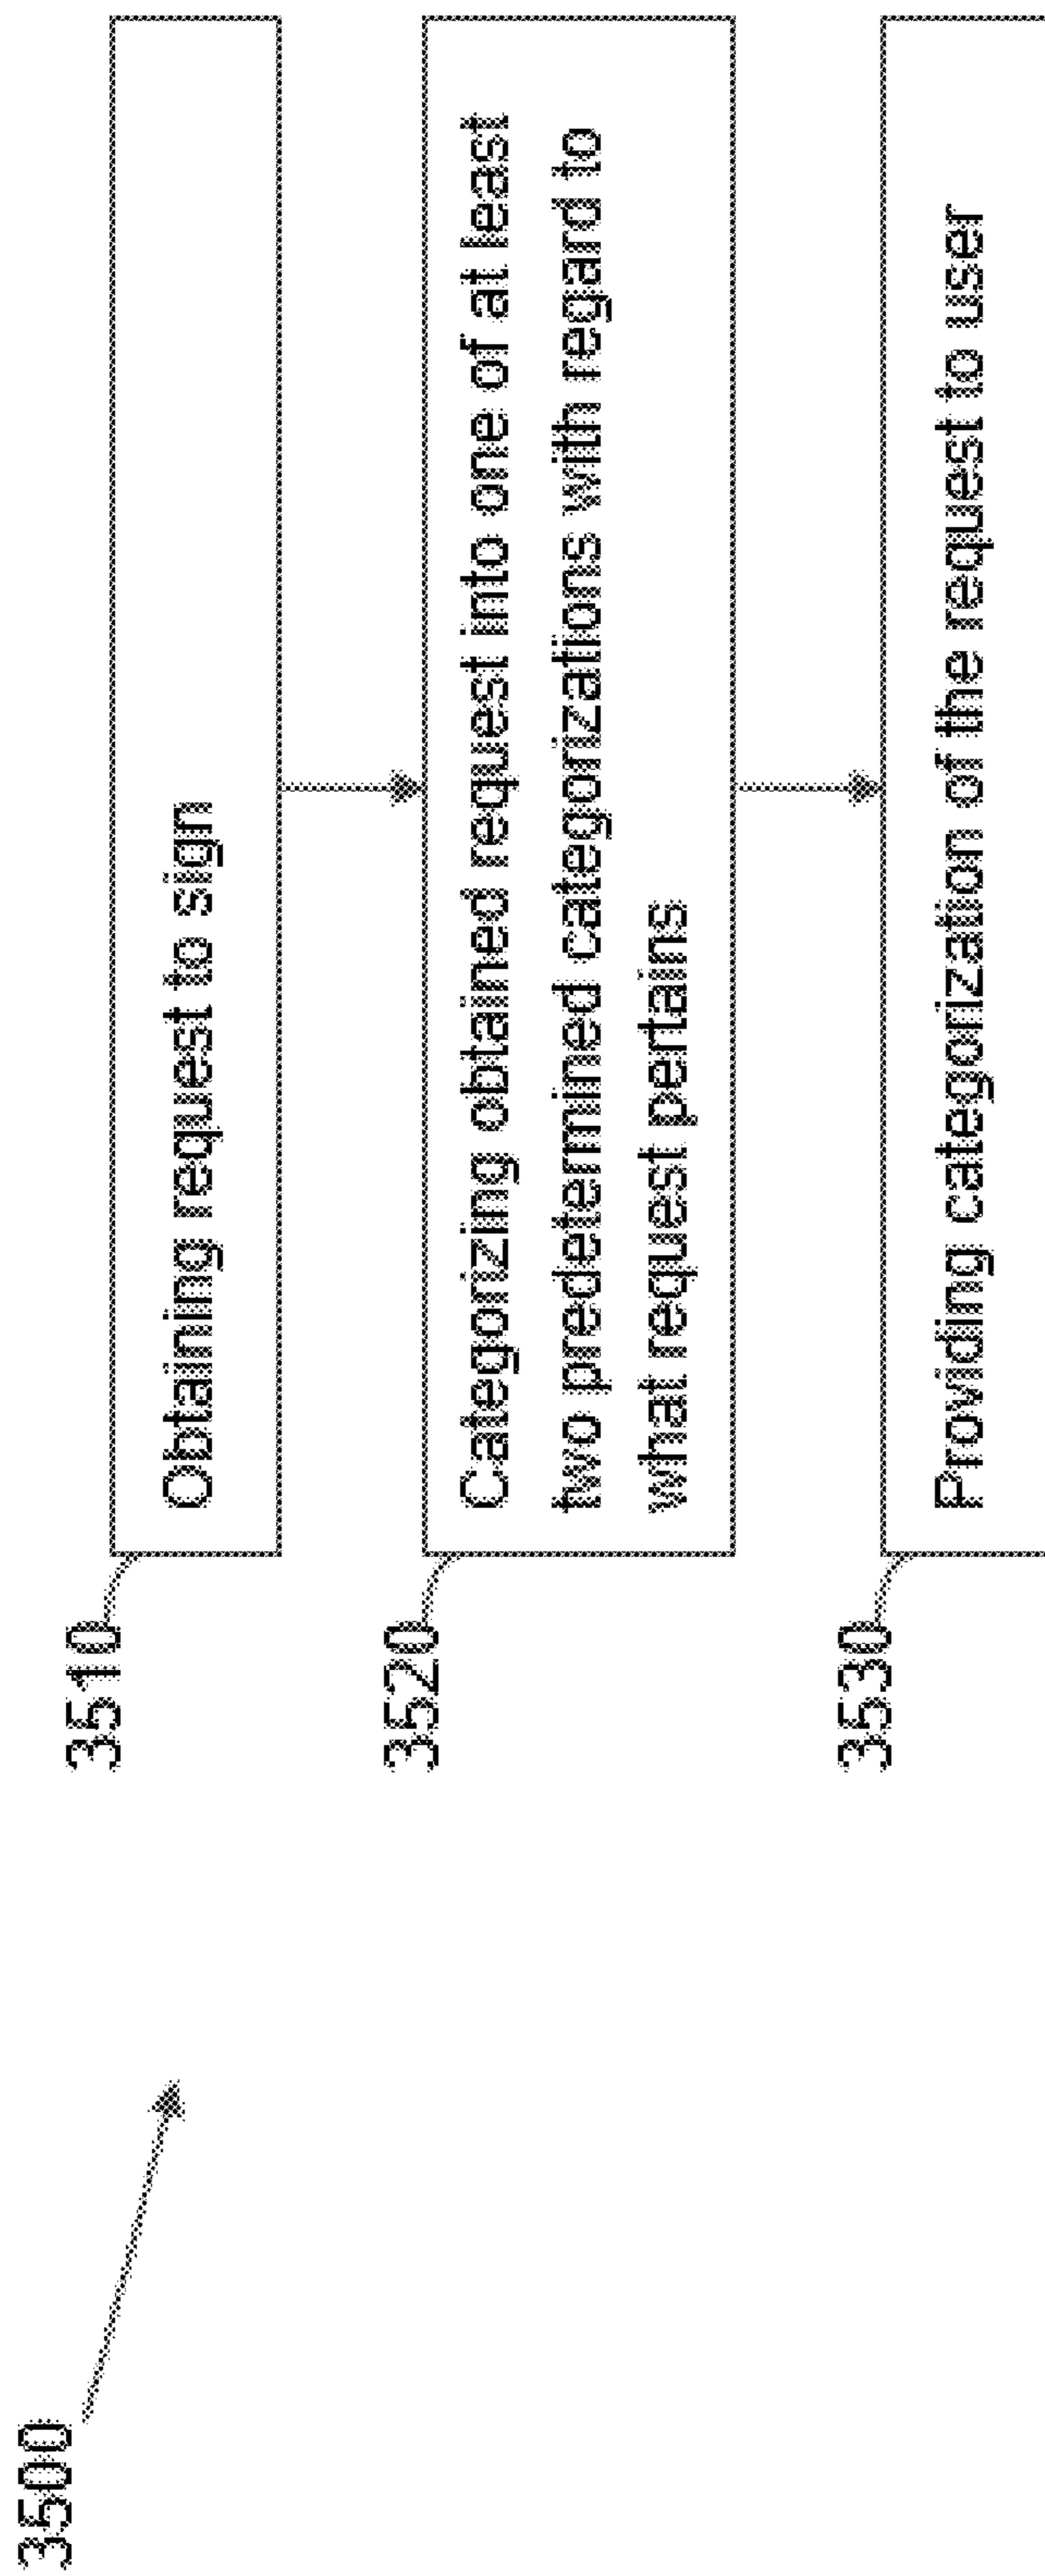 3500
3510
Obtaining request to sign
3520
Categorizing obtained request into one of at least
two predetermined categorizations with regard to
what request pertains
3530
Providing categorization of the request to user